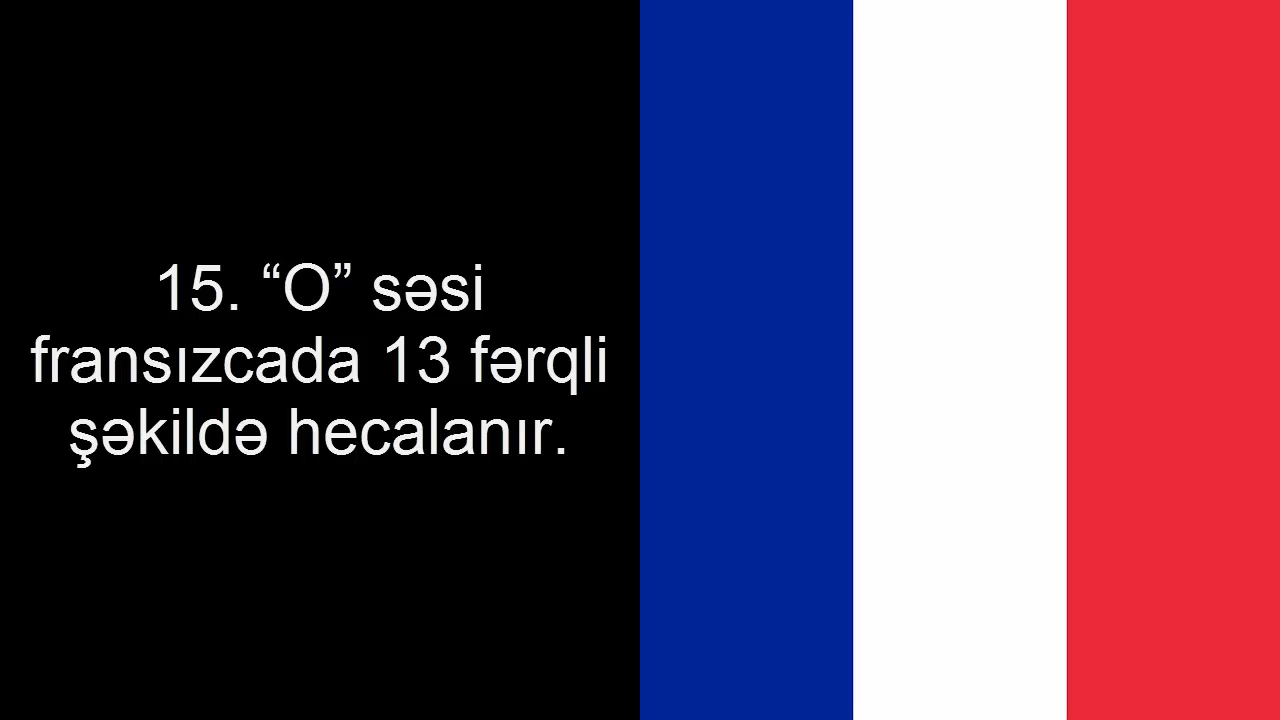 15. “O” səsi
fransızcada 13 fərqli
şəkildə hecalanır.